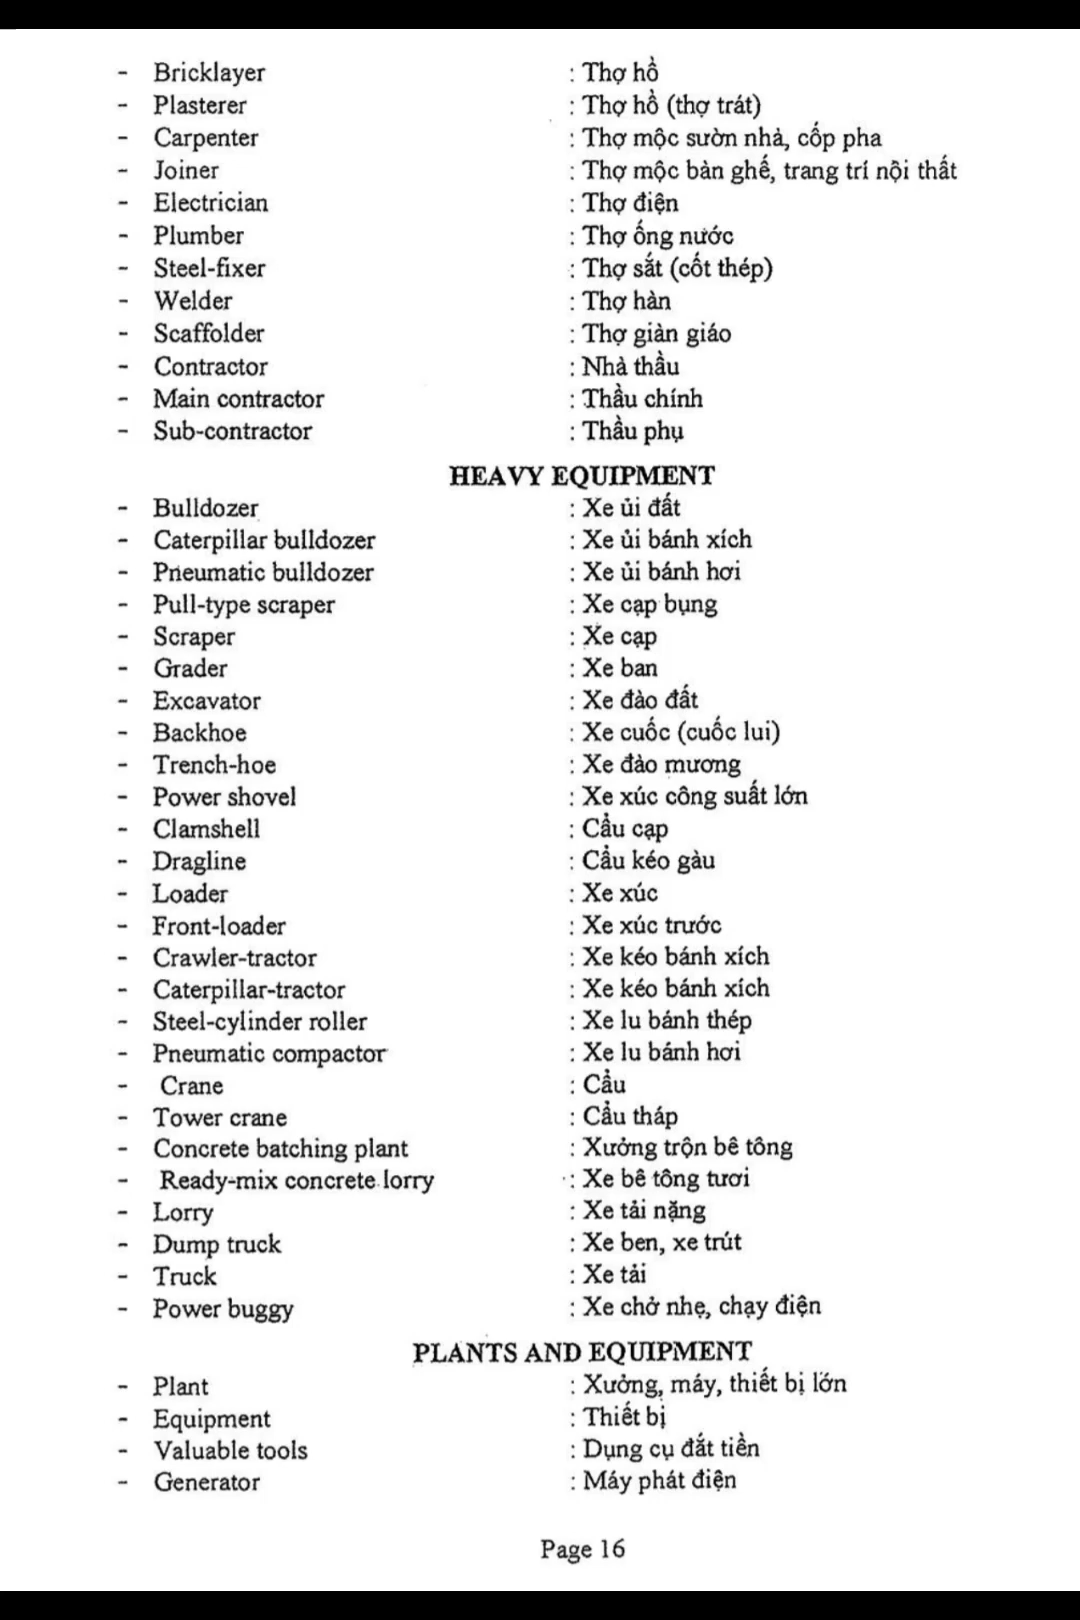 - Bricklayer : Thợ hồ
- Plasterer : Thợ hồ (thợ trát)
- Carpenter : Thợ mộc sườn nhà, cốp pha
- Joiner : Thợ mộc bàn ghế, trang trí nội thất
- Electrician : Thợ điện
- Plumber : Thợ ống nước
- Steel-fixer : Thợ sắt (cốt thép)
- Welder : Thợ hàn
- Scaffolder : Thợ giàn giáo
- Contractor : Nhà thầu
- Main contractor : Thầu chính
- Sub-contractor : Thầu phụ
HEAVY EQUIPMENT
- Bulldozer : Xe ủi đất
- Caterpillar bulldozer : Xe ủi bánh xích
- Pneumatic bulldozer : Xe ủi bánh hơi
- Pull-type scraper : Xe cạp bụng
- Scraper : Xe cạp
- Grader : Xe ban
- Excavator : Xe đào đất
- Backhoe : Xe cuốc (cuốc lui)
- Trench-hoe : Xe đào mương
- Power shovel : Xe xúc công suất lớn
- Clamshell : Cẩu cạp
- Dragline : Cẩu kéo gàu
- Loader : Xe xúc
- Front-loader : Xe xúc trước
- Crawler-tractor : Xe kéo bánh xích
- Caterpillar-tractor : Xe kéo bánh xích
- Steel-cylinder roller : Xe lu bánh thép
- Pneumatic compactor : Xe lu bánh hơi
- Crane : Cẩu
- Tower crane : Cẩu tháp
- Concrete batching plant : Xưởng trộn bê tông
- Ready-mix concrete lorry : Xe bê tông tươi
- Lorry : Xe tải nặng
- Dump truck : Xe ben, xe trút
- Truck : Xe tải
- Power buggy : Xe chở nhẹ, chạy điện
PLANTS AND EQUIPMENT
- Plant : Xưởng, máy, thiết bị lớn
- Equipment : Thiết bị
- Valuable tools : Dụng cụ đắt tiền
- Generator : Máy phát điện
Page 16